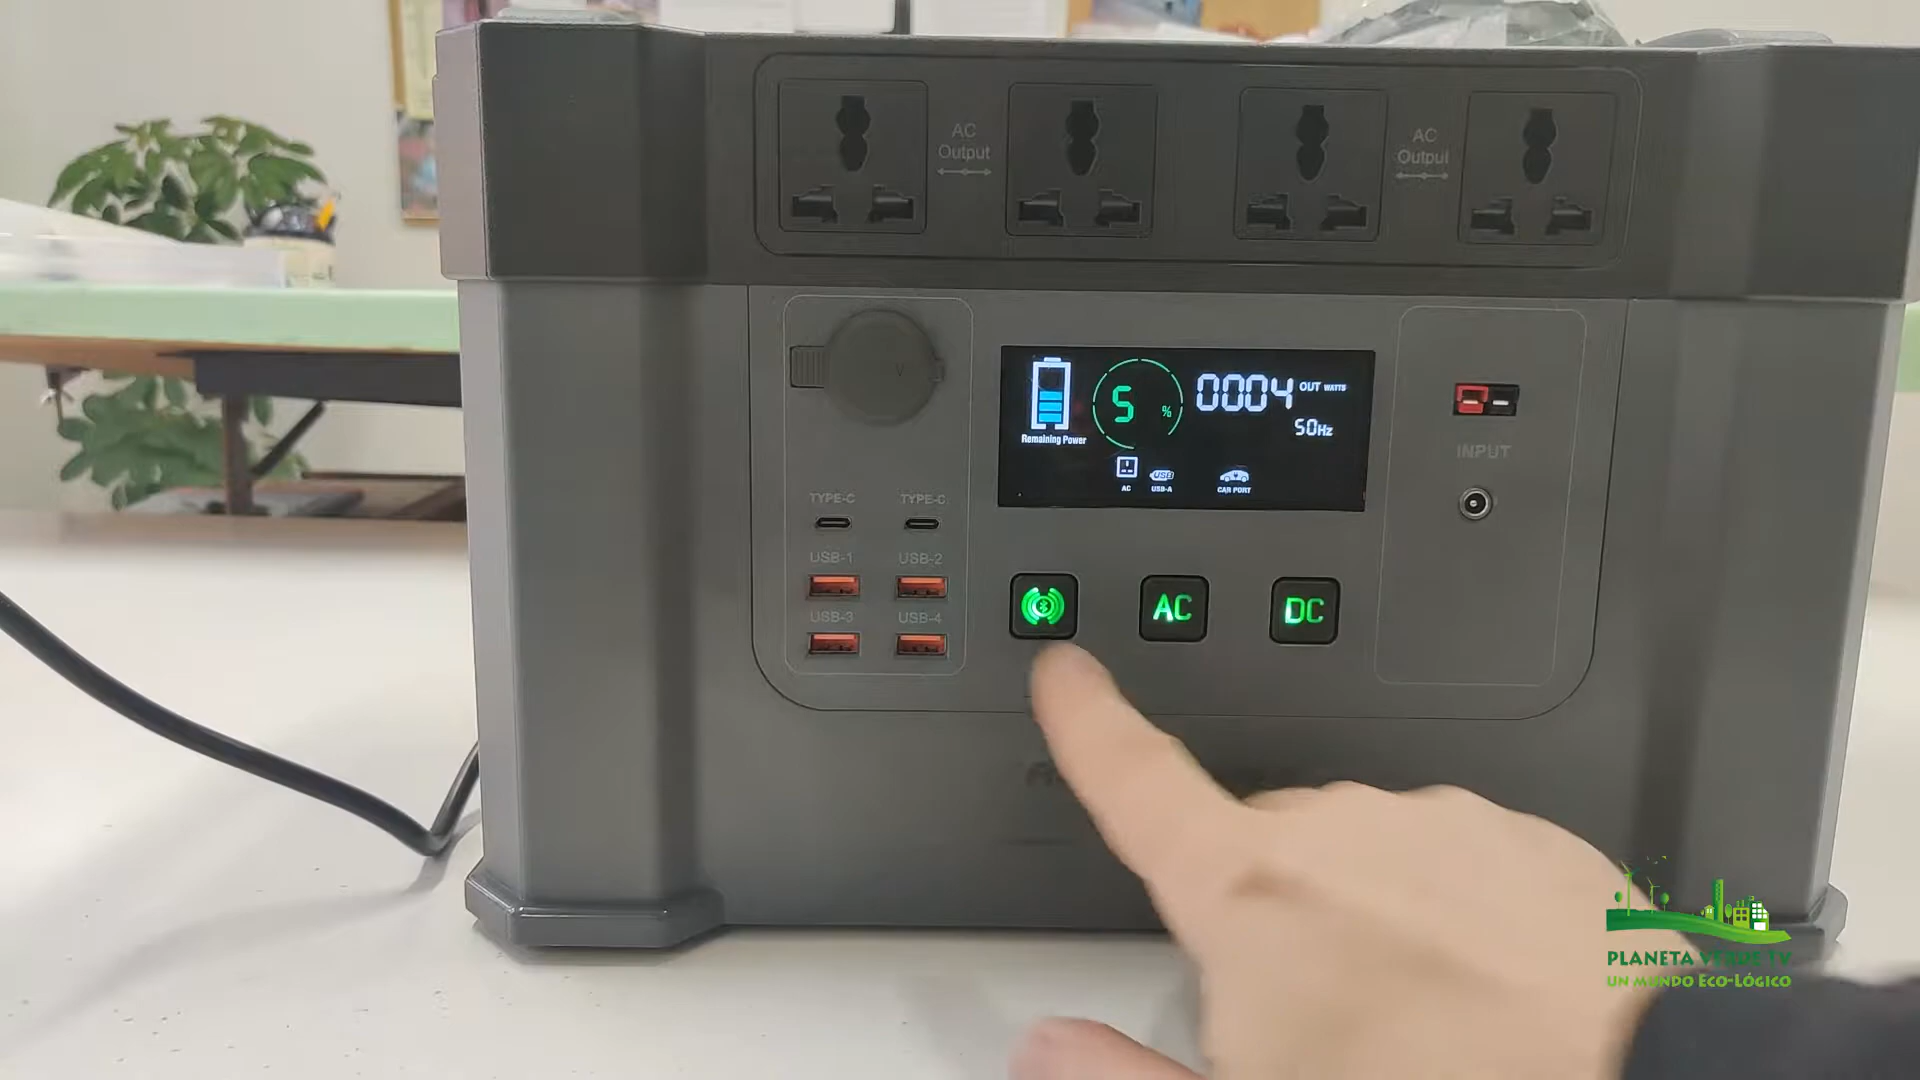 AC
Output
AC
Output
V
5 %
0004 OUT WATTS
50Hz
Remaining Power
AC
USB
USB-A
CAR PORT
INPUT
TYPE-C
TYPE-C
USB-1
USB-2
USB-3
USB-4
AC
DC
PLANETA VERDE TV
UN MUNDO ECO-LÓGICO